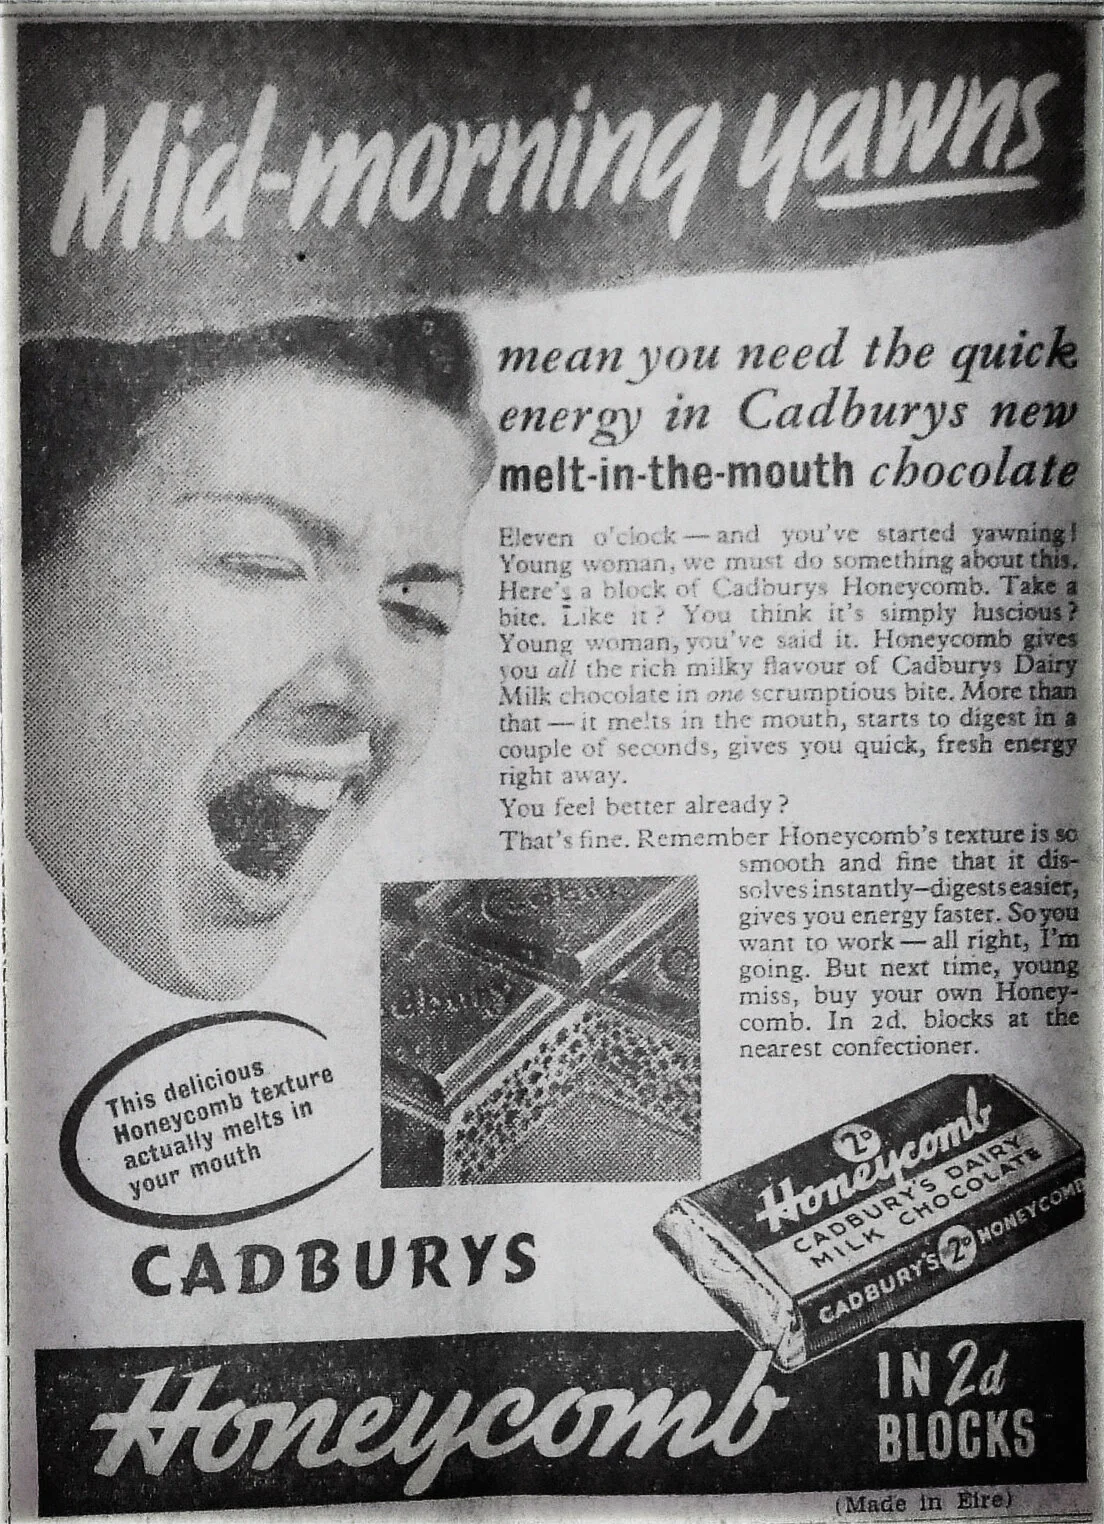 Mid-morning yawns
mean you need the quick
energy in Cadburys new
melt-in-the-mouth chocolate
Eleven o'clock — and you've started yawning!
Young woman, we must do something about this.
Here's a block of Cadburys Honeycomb. Take a
bite. Like it? You think it's simply luscious?
Young woman, you've said it. Honeycomb gives
you all the rich milky flavour of Cadburys Dairy
Milk chocolate in one scrumptious bite. More than
that — it melts in the mouth, starts to digest in a
couple of seconds, gives you quick, fresh energy
right away.
You feel better already?
That's fine. Remember Honeycomb's texture is so
smooth and fine that it dis-
solves instantly—digests easier,
gives you energy faster. So you
want to work — all right, I'm
going. But next time, young
miss, buy your own Honey-
comb. In 2d. blocks at the
nearest confectioner.
This delicious
Honeycomb texture
actually melts in
your mouth
2D
Honeycomb
CADBURY'S DAIRY
MILK CHOCOLATE
CADBURY'S 2D HONEYCOMB
CADBURYS
Honeycomb
IN 2d
BLOCKS
(Made in Eire)